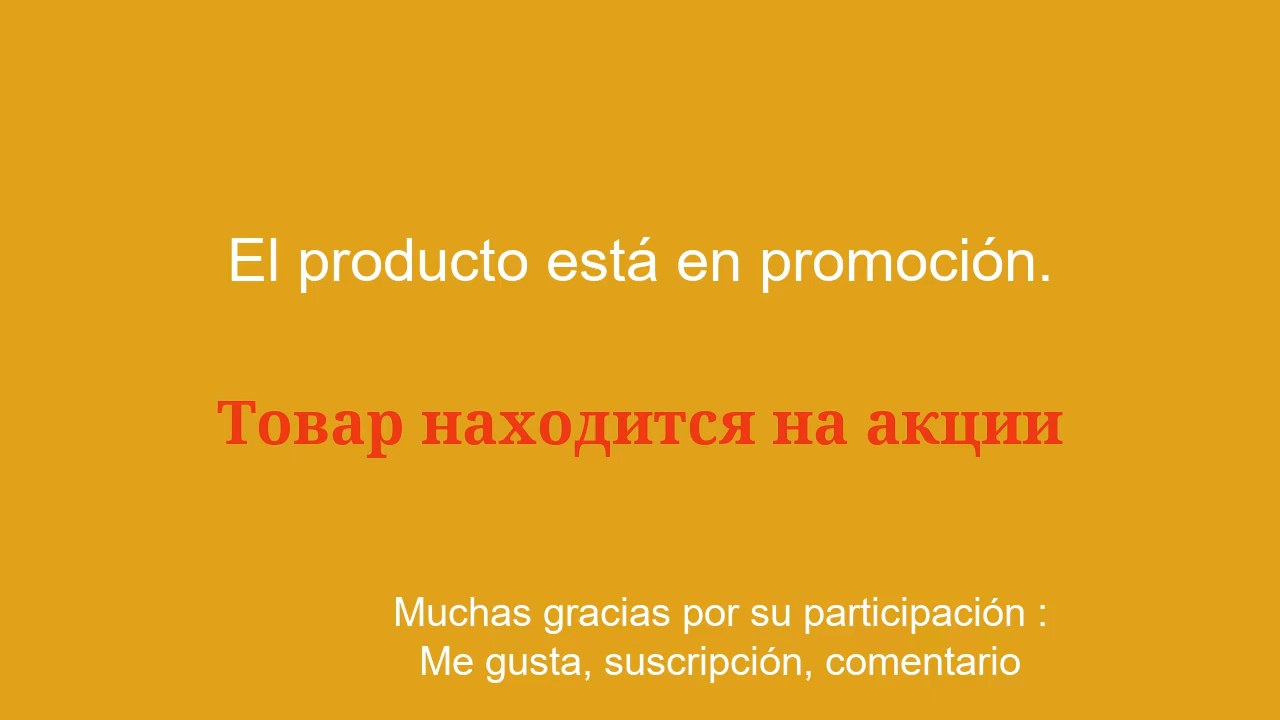 El producto está en promoción.
Товар находится на акции
Muchas gracias por su participación :
Me gusta, suscripción, comentario